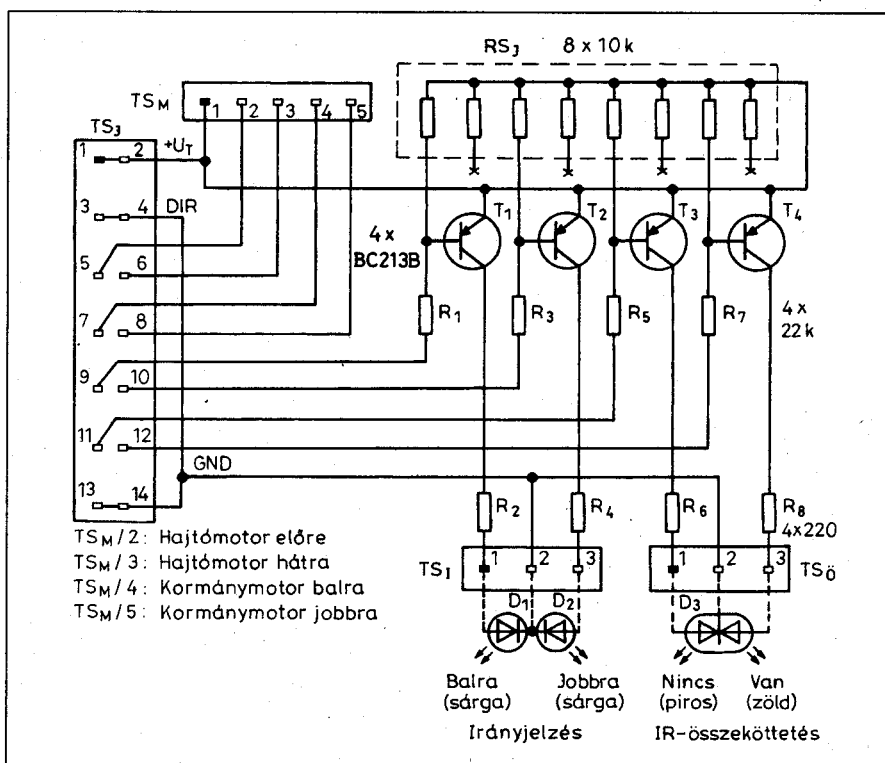 RSJ 8 x 10 k
TSM
1 2 3 4 5
TS3
+UT
1 2
3 4 DIR
5 6
7 8
9 10
11 12
13 14
GND
T1 T2 T3 T4
4 x
BC213B
R1 R3 R5 R7
4 x
22 k
R2 R4 R6 R8
4x220
TSI 1 2 3
1 2 3 TSÖ
D1 D2 D3
TSM/2: Hajtómotor előre
TSM/3: Hajtómotor hátra
TSM/4: Kormánymotor balra
TSM/5: Kormánymotor jobbra
Balra Jobbra Nincs Van
(sárga) (sárga) (piros) (zöld)
Irányjelzés IR-összeköttetés